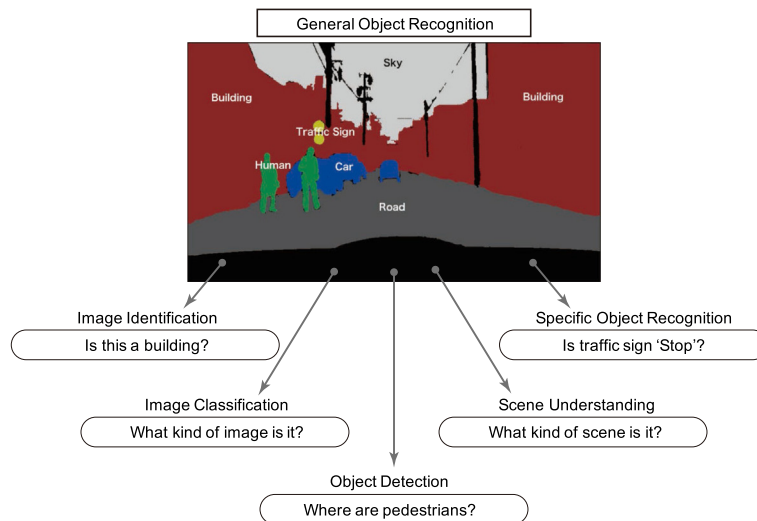 General Object Recognition
Sky
Building
Building
Traffic Sign
Human
Car
Road
Image Identification
Is this a building?
Specific Object Recognition
Is traffic sign ‘Stop’?
Image Classification
What kind of image is it?
Scene Understanding
What kind of scene is it?
Object Detection
Where are pedestrians?